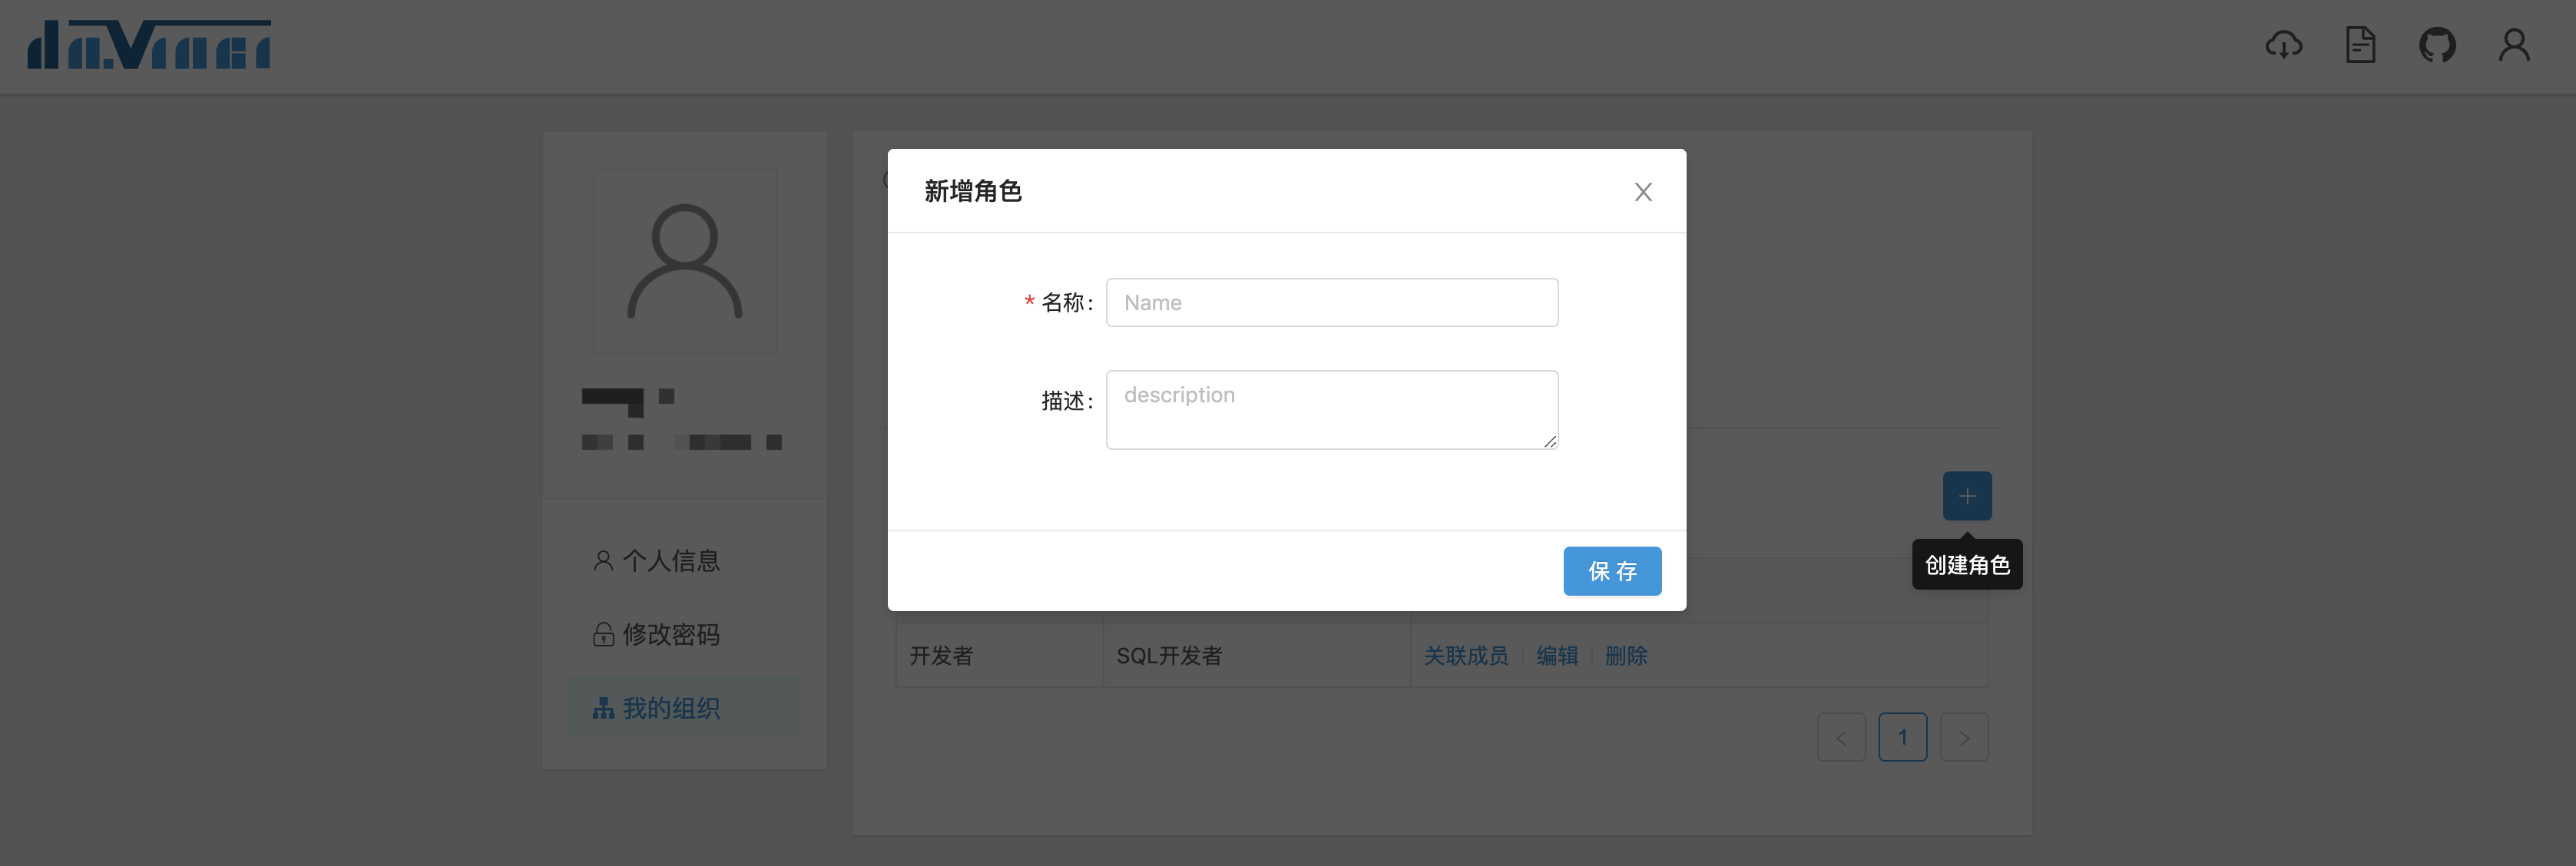 da.Vinci
新增角色
* 名称：
Name
描述：
description
保 存
创建角色
个人信息
修改密码
我的组织
开发者 SQL开发者 关联成员 编辑 删除
< 1 >